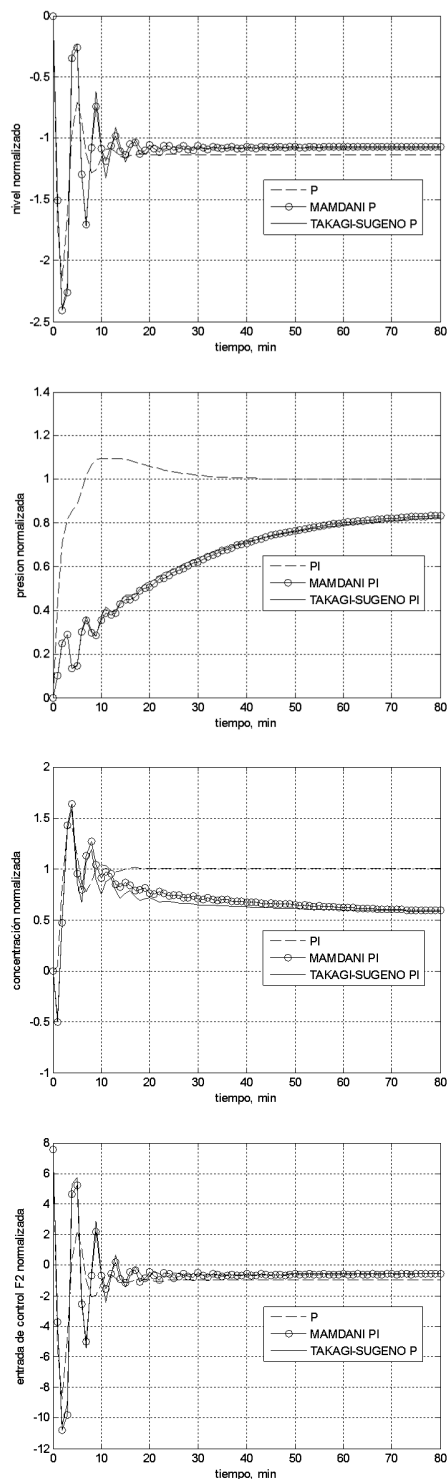 0
-0.5
-1
-1.5
-2
-2.5
nivel normalizado
P
MAMDANI P
TAKAGI-SUGENO P
0 10 20 30 40 50 60 70 80
tiempo, min
1.4
1.2
1
0.8
0.6
0.4
0.2
0
presion normalizada
PI
MAMDANI PI
TAKAGI-SUGENO PI
0 10 20 30 40 50 60 70 80
tiempo, min
2
1.5
1
0.5
0
-0.5
-1
concentración normalizada
PI
MAMDANI PI
TAKAGI-SUGENO PI
0 10 20 30 40 50 60 70 80
tiempo, min
8
6
4
2
0
-2
-4
-6
-8
-10
-12
entrada de control F2 normalizada
P
MAMDANI PI
TAKAGI-SUGENO P
0 10 20 30 40 50 60 70 80
tiempo, min